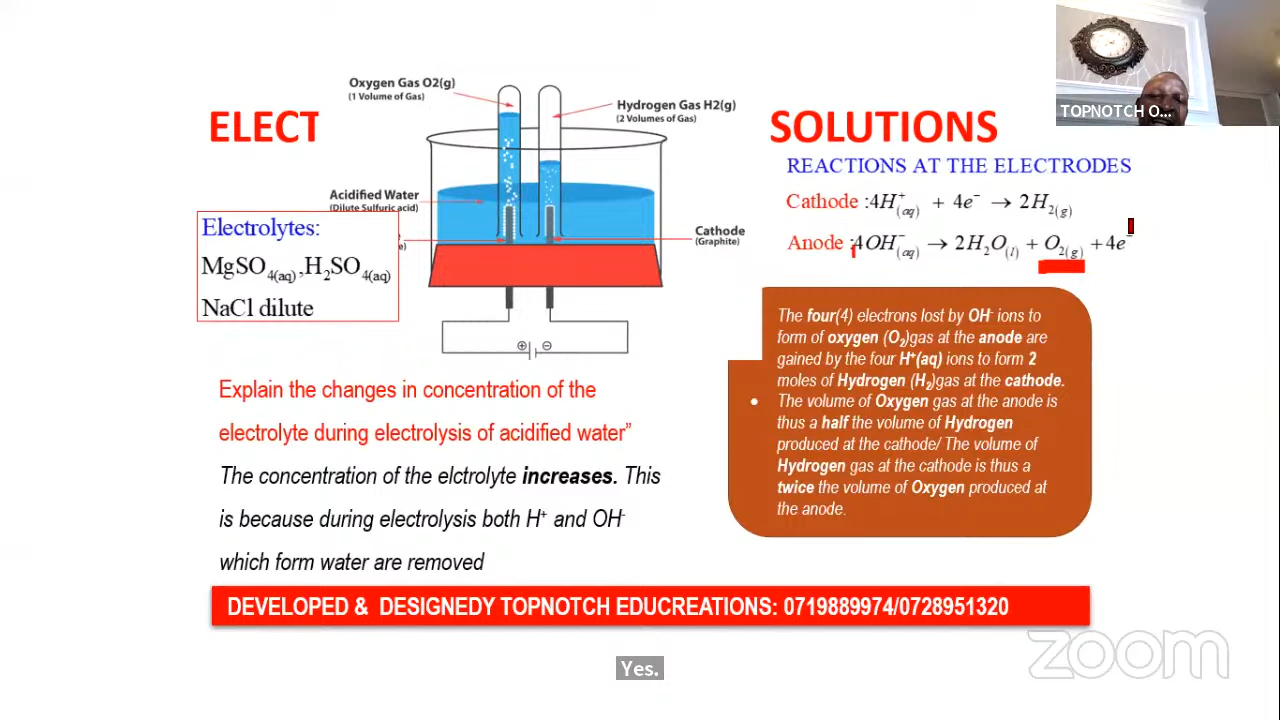 TOPNOTCH O...
ELECT
SOLUTIONS
Oxygen Gas O2(g)
(1 Volume of Gas)
Hydrogen Gas H2(g)
(2 Volumes of Gas)
Acidified Water
(Dilute Sulfuric acid)
Cathode
(Graphite)
Electrolytes:
MgSO4(aq),H2SO4(aq)
NaCl dilute
⊕ ⊖
REACTIONS AT THE ELECTRODES
Cathode :4H⁺(aq) + 4e⁻ → 2H2(g)
Anode :4OH⁻(aq) → 2H2O(l) + O2(g) + 4e⁻
The four(4) electrons lost by OH⁻ ions to
form of oxygen (O2)gas at the anode are
gained by the four H⁺(aq) ions to form 2
moles of Hydrogen (H2)gas at the cathode.
• The volume of Oxygen gas at the anode is
thus a half the volume of Hydrogen
produced at the cathode/ The volume of
Hydrogen gas at the cathode is thus a
twice the volume of Oxygen produced at
the anode.
Explain the changes in concentration of the
electrolyte during electrolysis of acidified water”
The concentration of the elctrolyte increases. This
is because during electrolysis both H⁺ and OH⁻
which form water are removed
DEVELOPED & DESIGNEDY TOPNOTCH EDUCREATIONS: 0719889974/0728951320
zoom
Yes.